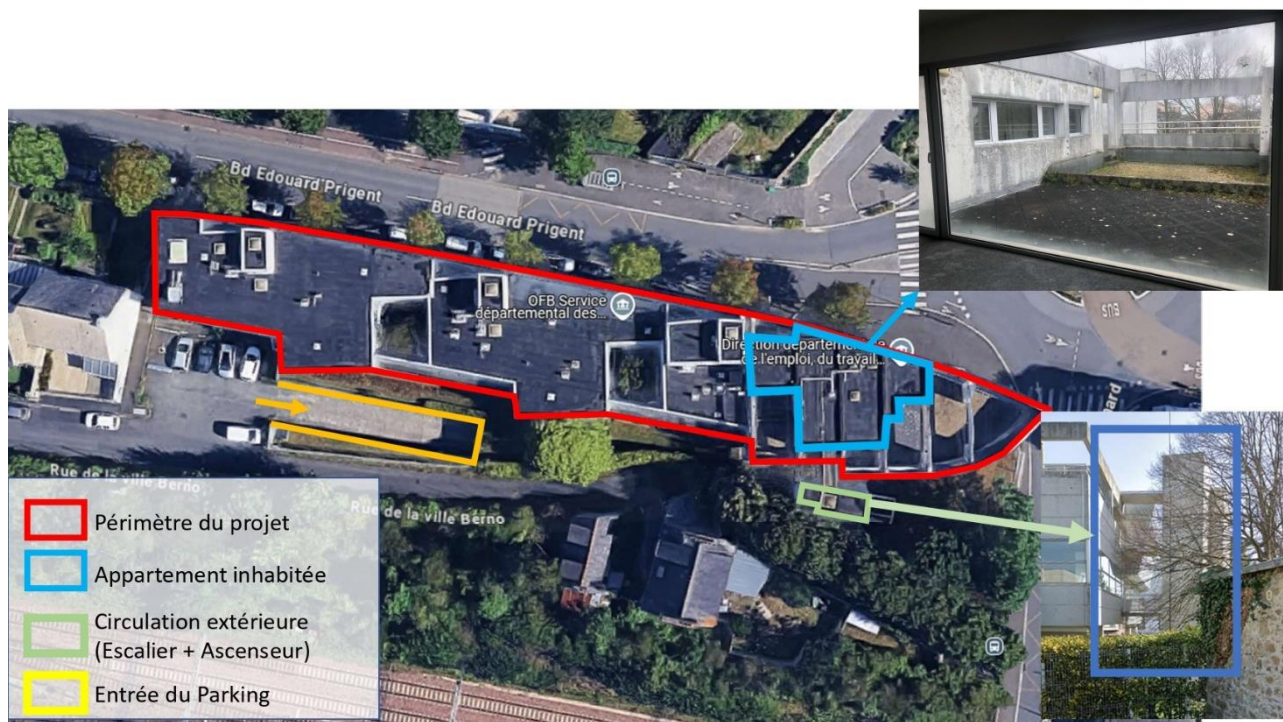 Bd Edouard Prigent
Bd Edouard Prigent
OFB Service
départemental des...
Direction départementale
de l'emploi, du travail...
BUS
Rue de la ville Berno
Rue de la ville Berno
Périmètre du projet
Appartement inhabitée
Circulation extérieure
(Escalier + Ascenseur)
Entrée du Parking